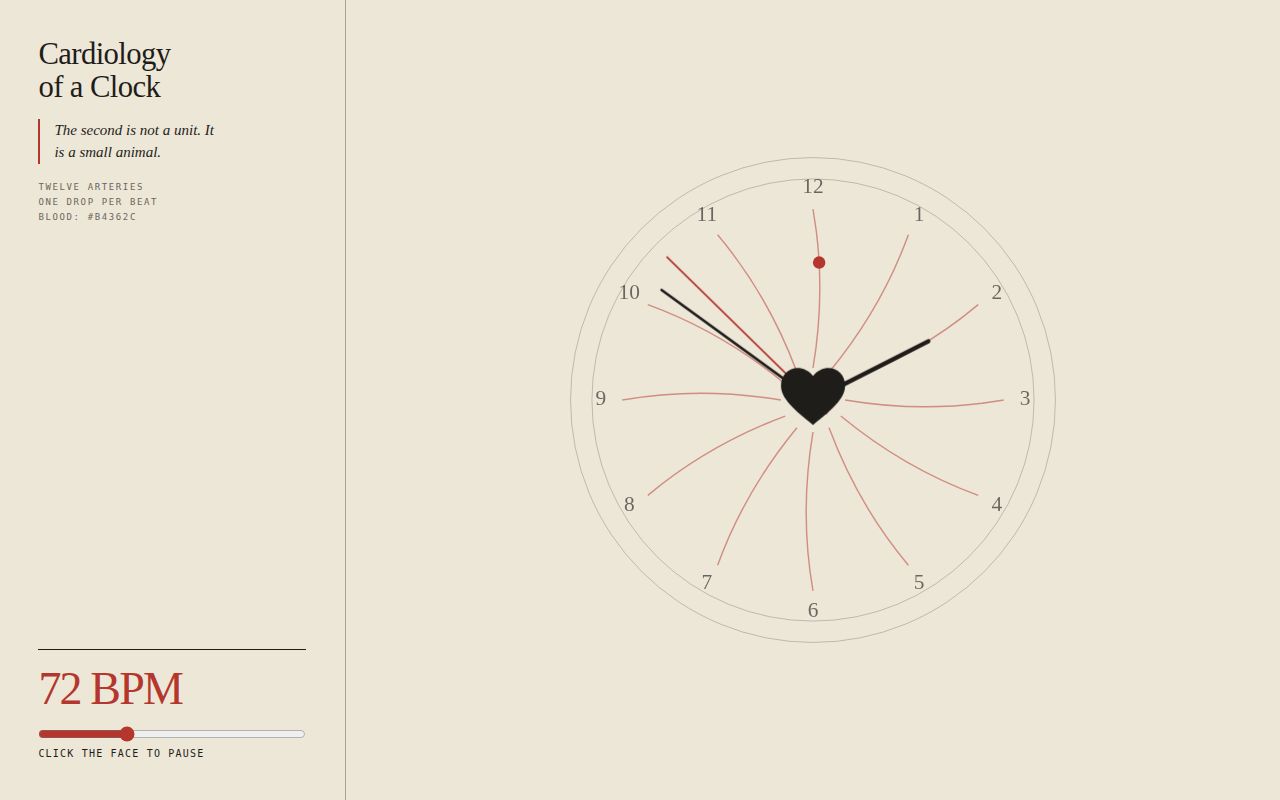 Cardiology
of a Clock
The second is not a unit. It
is a small animal.
TWELVE ARTERIES
ONE DROP PER BEAT
BLOOD: #B4362C
12
1
2
3
4
5
6
7
8
9
10
11
72 BPM
CLICK THE FACE TO PAUSE